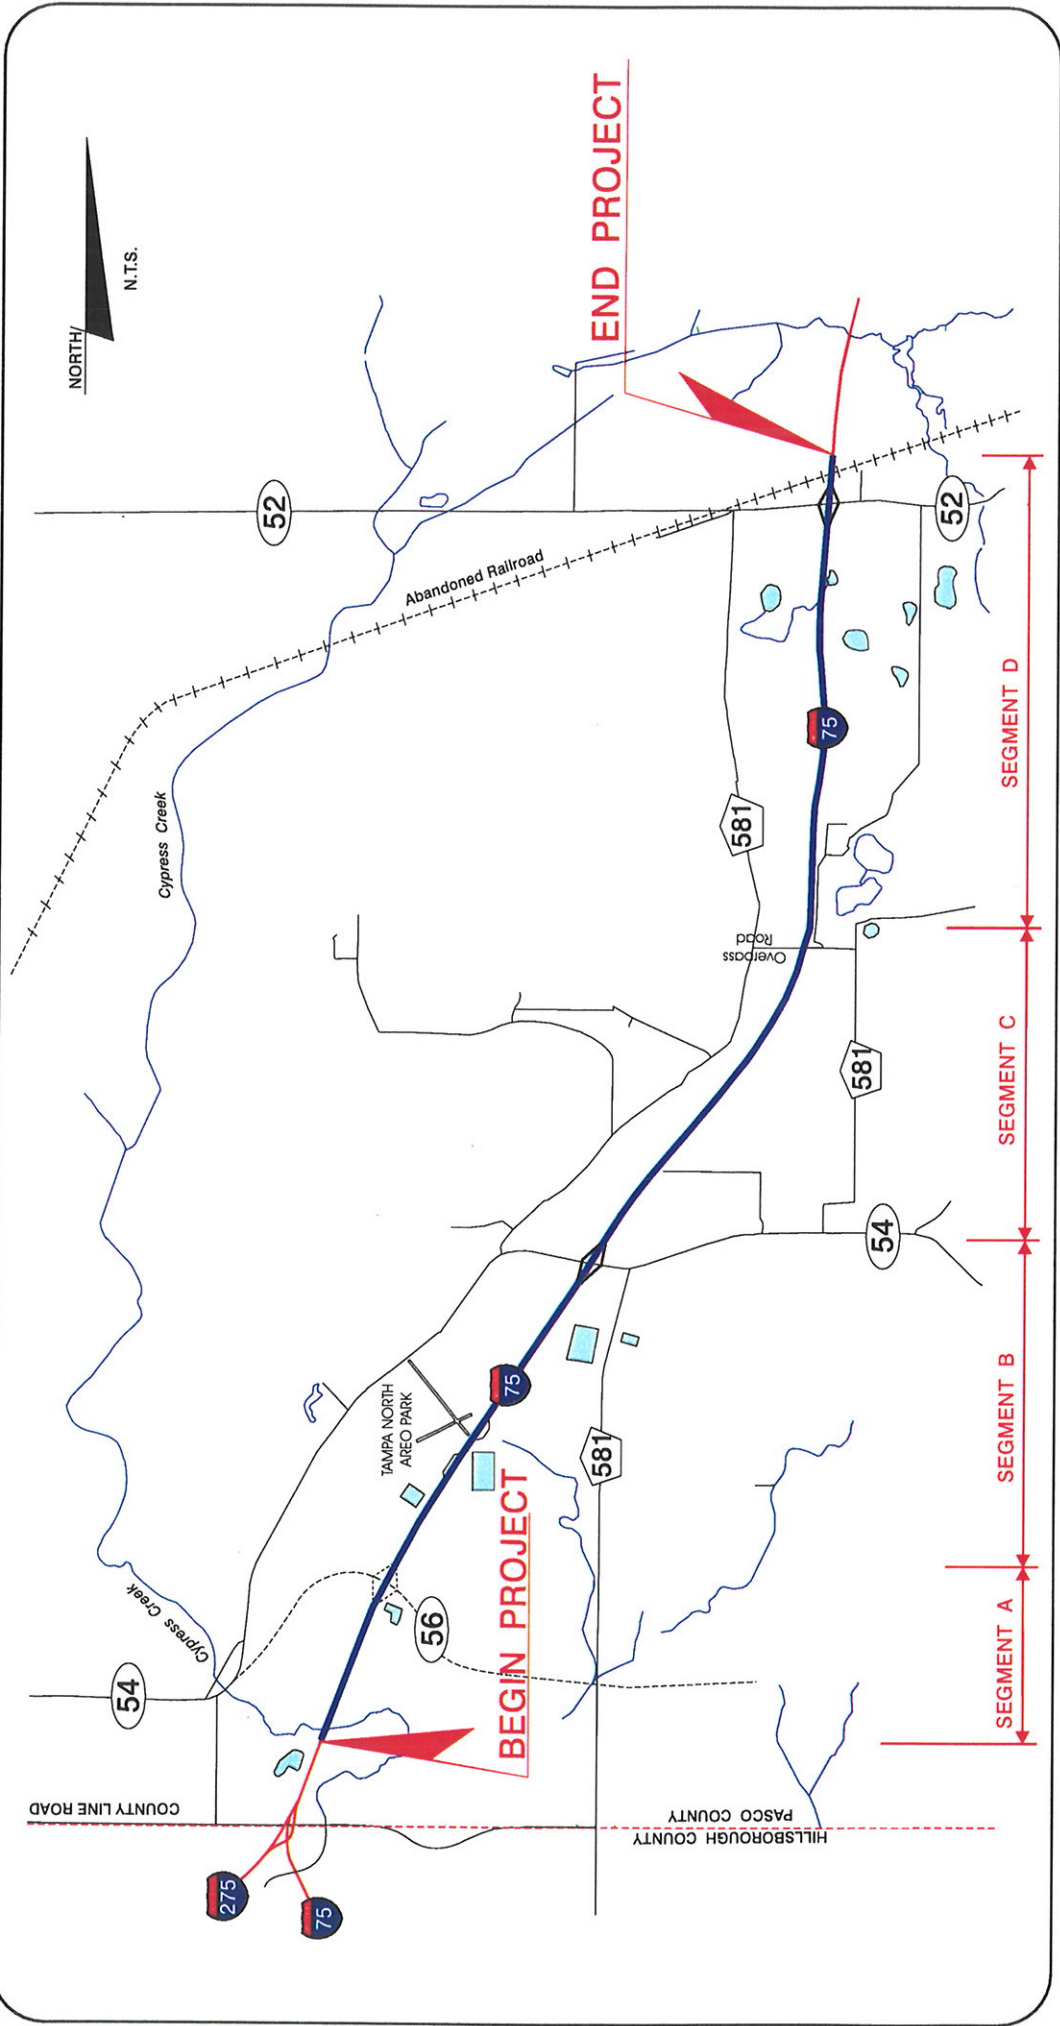 NORTH
N.T.S.
END PROJECT
52
52
Abandoned Railroad
Cypress Creek
75
581
Overpass
Road
581
54
TAMPA NORTH
AREO PARK
75
581
BEGIN PROJECT
Cypress Creek
56
54
COUNTY LINE ROAD
PASCO COUNTY
HILLSBOROUGH COUNTY
275
75
SEGMENT A
SEGMENT B
SEGMENT C
SEGMENT D